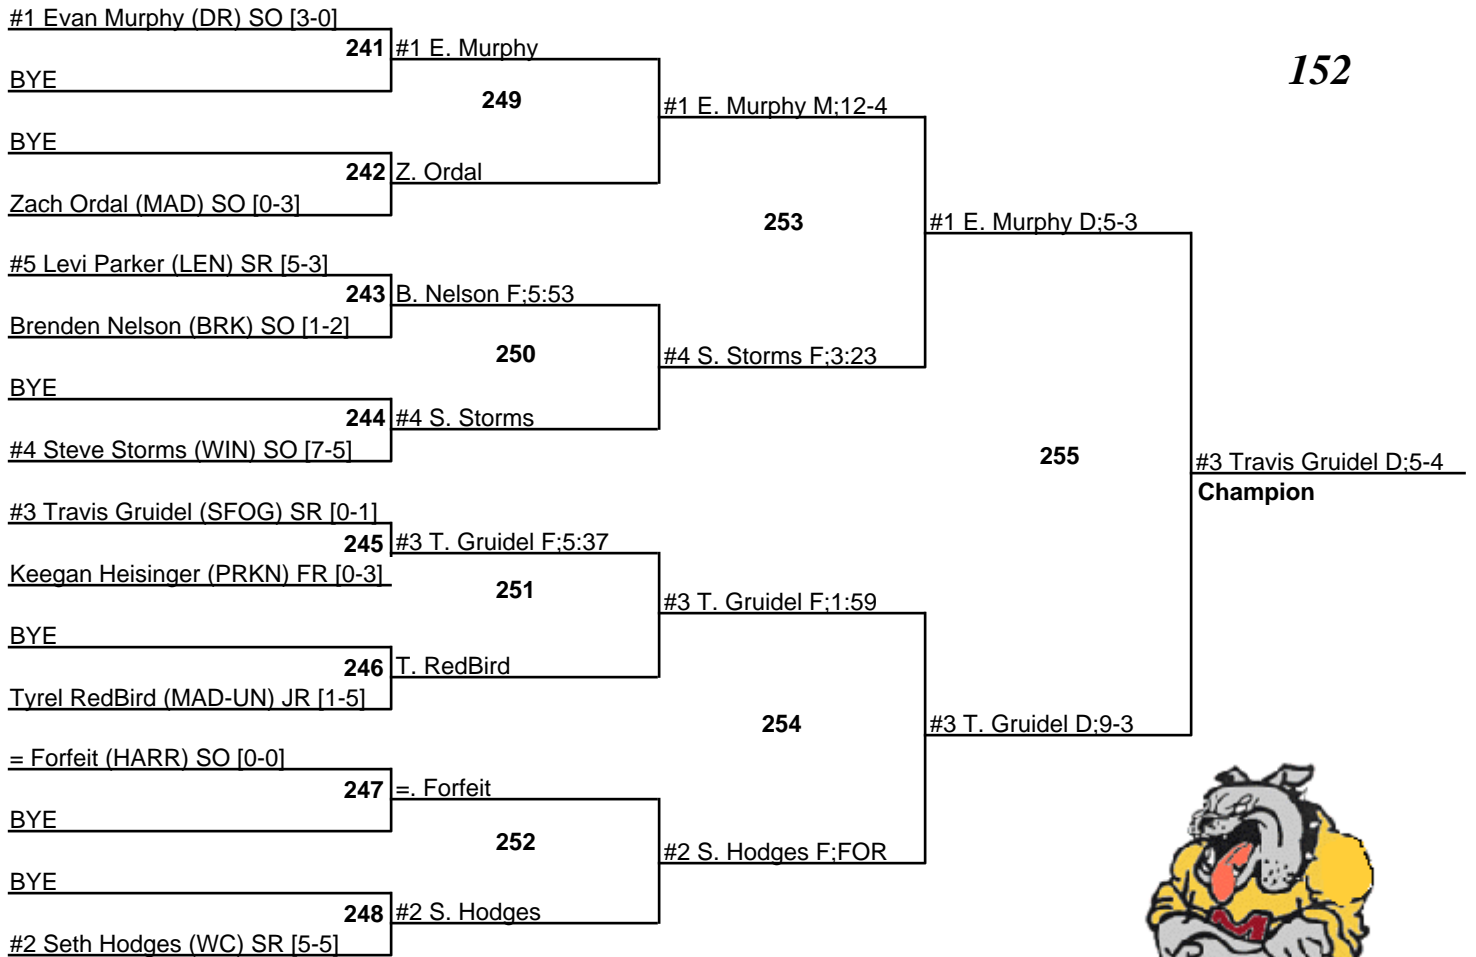 #1 Evan Murphy (DR) SO [3-0]
241
#1 E. Murphy
BYE
249
#1 E. Murphy M;12-4
152
BYE
242
Z. Ordal
Zach Ordal (MAD) SO [0-3]
253
#1 E. Murphy D;5-3
#5 Levi Parker (LEN) SR [5-3]
243
B. Nelson F;5:53
Brenden Nelson (BRK) SO [1-2]
250
#4 S. Storms F;3:23
BYE
244
#4 S. Storms
#4 Steve Storms (WIN) SO [7-5]
255
#3 Travis Gruidel D;5-4
Champion
#3 Travis Gruidel (SFOG) SR [0-1]
245
#3 T. Gruidel F;5:37
Keegan Heisinger (PRKN) FR [0-3]
251
#3 T. Gruidel F;1:59
BYE
246
T. RedBird
Tyrel RedBird (MAD-UN) JR [1-5]
254
#3 T. Gruidel D;9-3
= Forfeit (HARR) SO [0-0]
247
=. Forfeit
BYE
252
#2 S. Hodges F;FOR
BYE
248
#2 S. Hodges
#2 Seth Hodges (WC) SR [5-5]
M